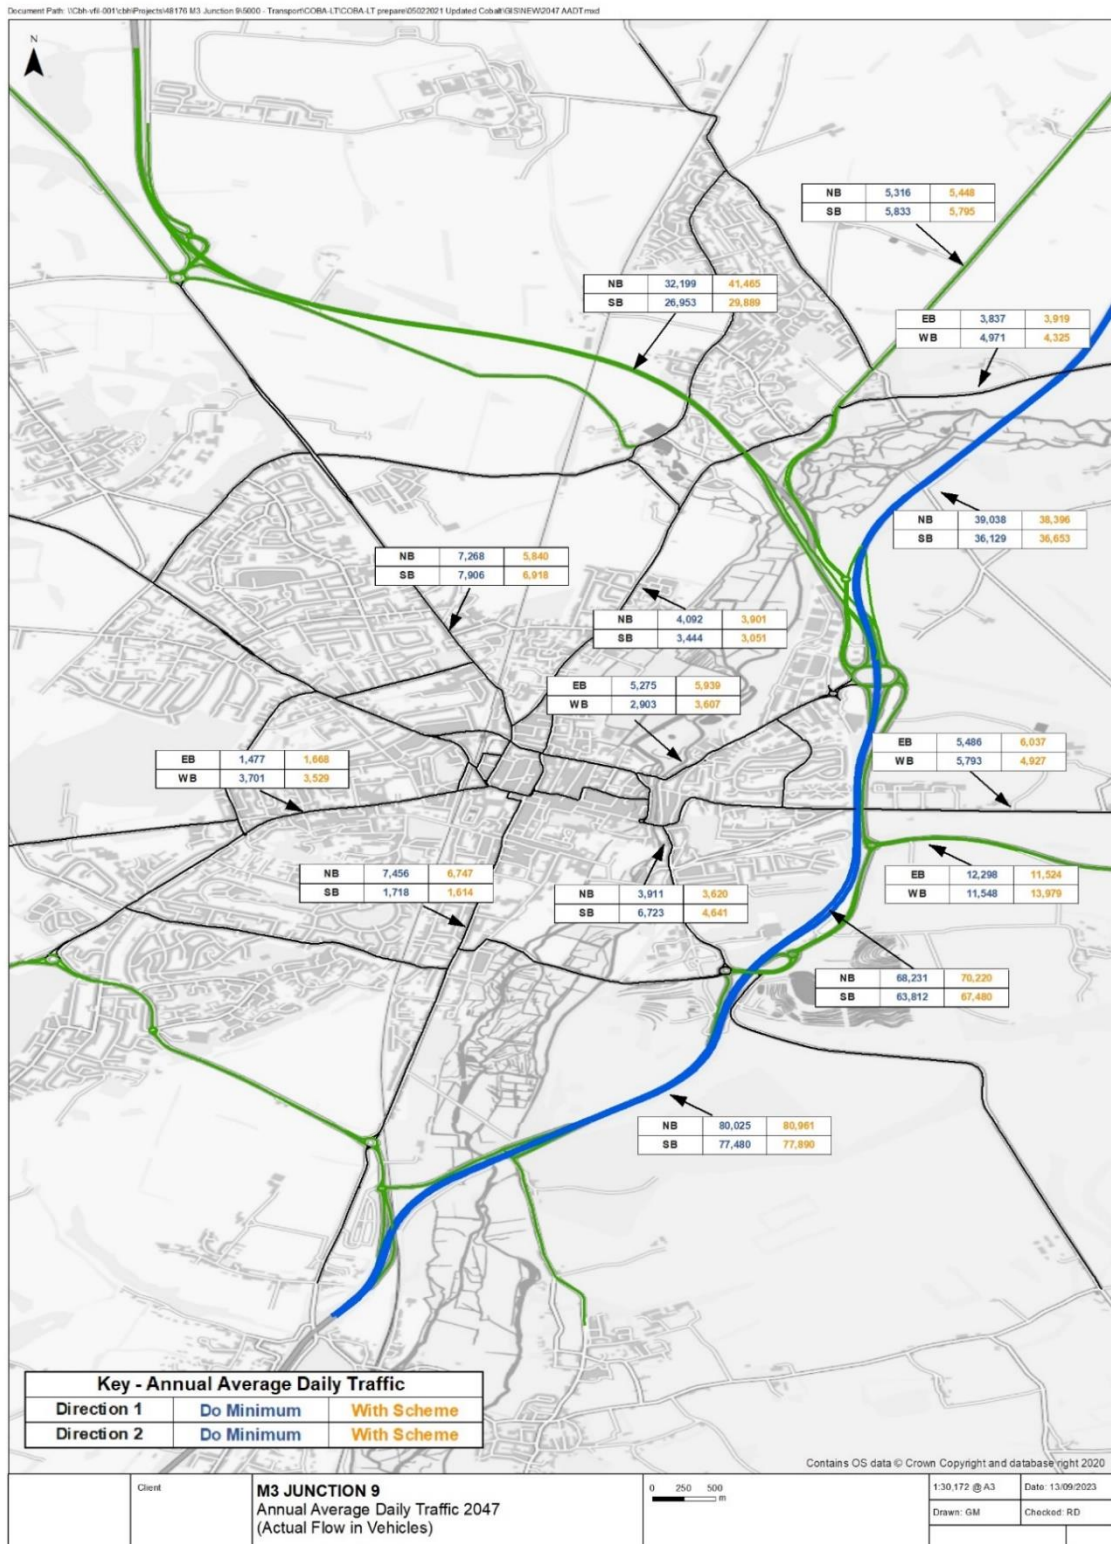 Document Path: \\Cbh-vfil-001\cbh\Projects\48176 M3 Junction 9\5000 - Transport\COBA-LT\COBA-LT prepare\05022021 Updated Cobalt\GIS\NEW\2047 AADT.mxd
N
NB 5,316 5,448
SB 5,833 5,795
NB 32,199 41,465
SB 26,953 29,889
EB 3,837 3,919
WB 4,971 4,325
NB 39,038 38,396
SB 36,129 36,653
NB 7,268 5,840
SB 7,906 6,918
NB 4,092 3,901
SB 3,444 3,051
EB 5,275 5,939
WB 2,903 3,607
EB 5,486 6,037
WB 5,793 4,927
EB 1,477 1,668
WB 3,701 3,529
NB 7,456 6,747
SB 1,718 1,614
NB 3,911 3,620
SB 6,723 4,641
EB 12,298 11,524
WB 11,548 13,979
NB 68,231 70,220
SB 63,812 67,480
NB 80,025 80,961
SB 77,480 77,890
Key - Annual Average Daily Traffic
Direction 1 Do Minimum With Scheme
Direction 2 Do Minimum With Scheme
Contains OS data © Crown Copyright and database right 2020
Client
M3 JUNCTION 9
Annual Average Daily Traffic 2047
(Actual Flow in Vehicles)
0 250 500
m
1:30,172 @ A3
Date: 13/09/2023
Drawn: GM
Checked: RD